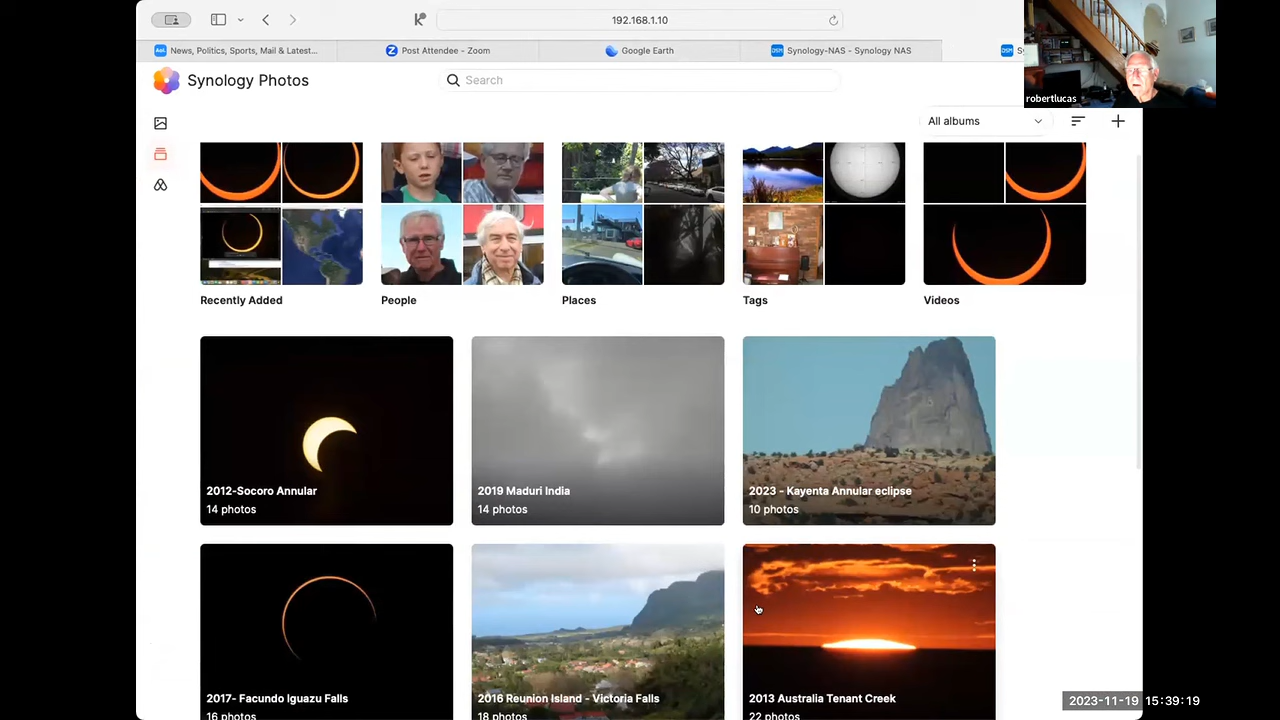 192.168.1.10
News, Politics, Sports, Mail & Latest...
Post Attendee - Zoom
Google Earth
Synology-NAS - Synology NAS
Synology Photos
Search
robertlucas
All albums
Recently Added
People
Places
Tags
Videos
2012-Socoro Annular
14 photos
2019 Maduri India
14 photos
2023 - Kayenta Annular eclipse
10 photos
2017- Facundo Iguazu Falls
16 photos
2016 Reunion Island - Victoria Falls
18 photos
2013 Australia Tenant Creek
22 photos
2023-11-19 15:39:19